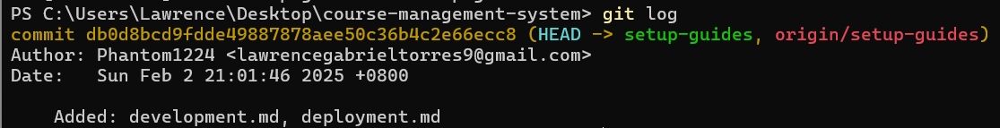 PS C:\Users\Lawrence\Desktop\course-management-system> git log
commit db0d8bcd9fdde49887878aee50c36b4c2e66ecc8 (HEAD -> setup-guides, origin/setup-guides)
Author: Phantom1224 <lawrencegabrieltorres9@gmail.com>
Date:   Sun Feb 2 21:01:46 2025 +0800
    Added: development.md, deployment.md